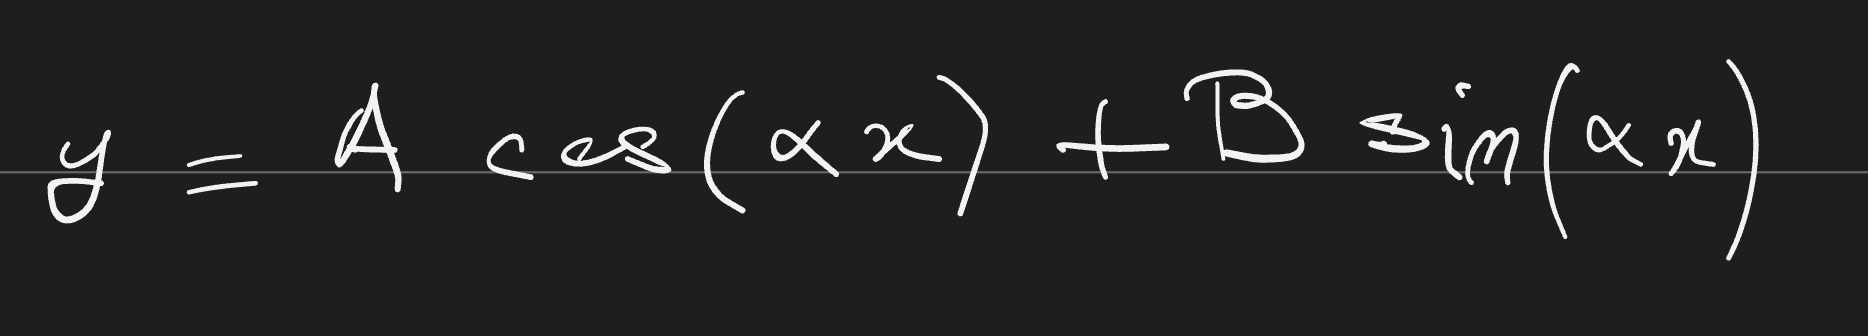 y = A cos(αx) + B sin(αx)